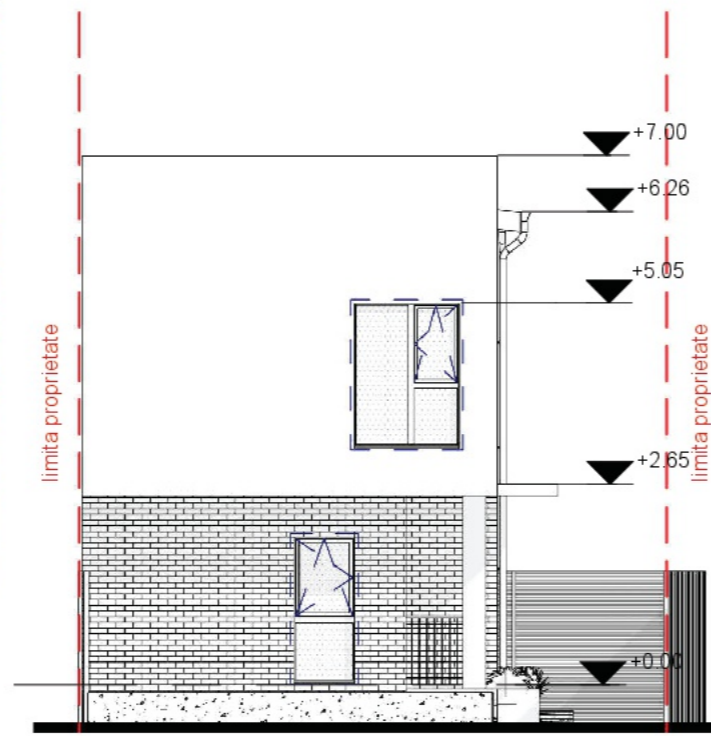 +7.00
+6.26
+5.05
limita proprietate
limita proprietate
+2.65
+0.00